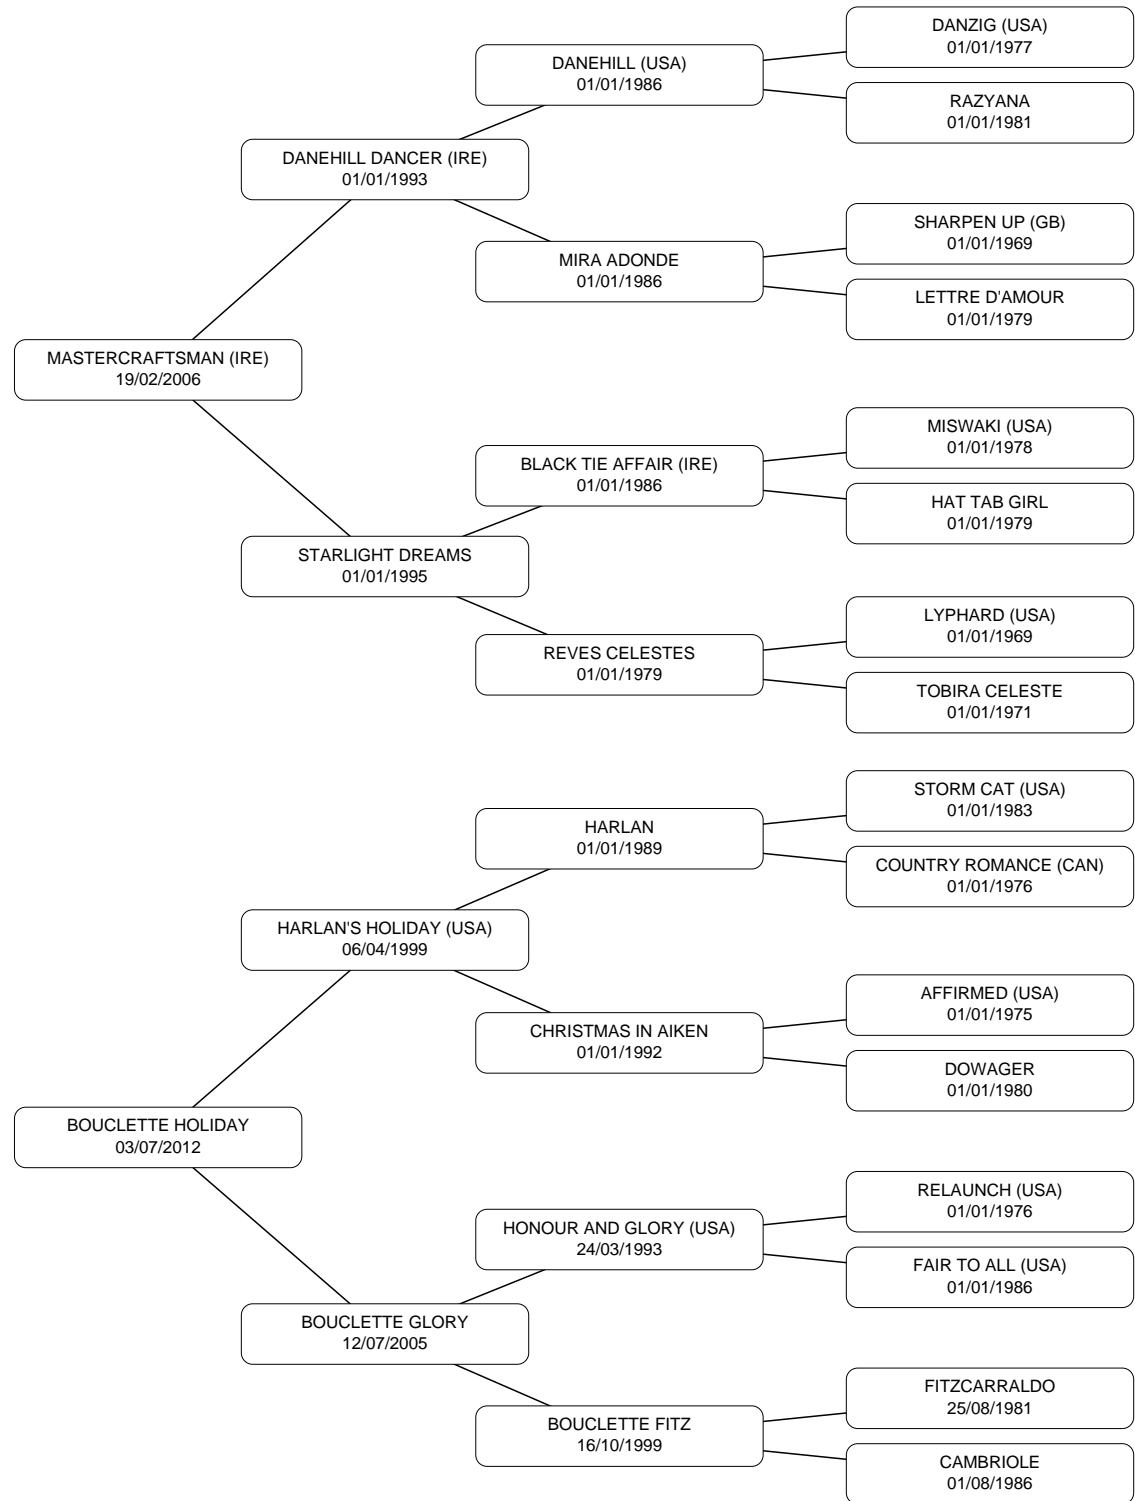 DANZIG (USA)
01/01/1977
DANEHILL (USA)
01/01/1986
RAZYANA
01/01/1981
DANEHILL DANCER (IRE)
01/01/1993
SHARPEN UP (GB)
01/01/1969
MIRA ADONDE
01/01/1986
LETTRE D'AMOUR
01/01/1979
MASTERCRAFTSMAN (IRE)
19/02/2006
MISWAKI (USA)
01/01/1978
BLACK TIE AFFAIR (IRE)
01/01/1986
HAT TAB GIRL
01/01/1979
STARLIGHT DREAMS
01/01/1995
LYPHARD (USA)
01/01/1969
REVES CELESTES
01/01/1979
TOBIRA CELESTE
01/01/1971
STORM CAT (USA)
01/01/1983
HARLAN
01/01/1989
COUNTRY ROMANCE (CAN)
01/01/1976
HARLAN'S HOLIDAY (USA)
06/04/1999
AFFIRMED (USA)
01/01/1975
CHRISTMAS IN AIKEN
01/01/1992
DOWAGER
01/01/1980
BOUCLETTE HOLIDAY
03/07/2012
RELAUNCH (USA)
01/01/1976
HONOUR AND GLORY (USA)
24/03/1993
FAIR TO ALL (USA)
01/01/1986
BOUCLETTE GLORY
12/07/2005
FITZCARRALDO
25/08/1981
BOUCLETTE FITZ
16/10/1999
CAMBRIOLE
01/08/1986